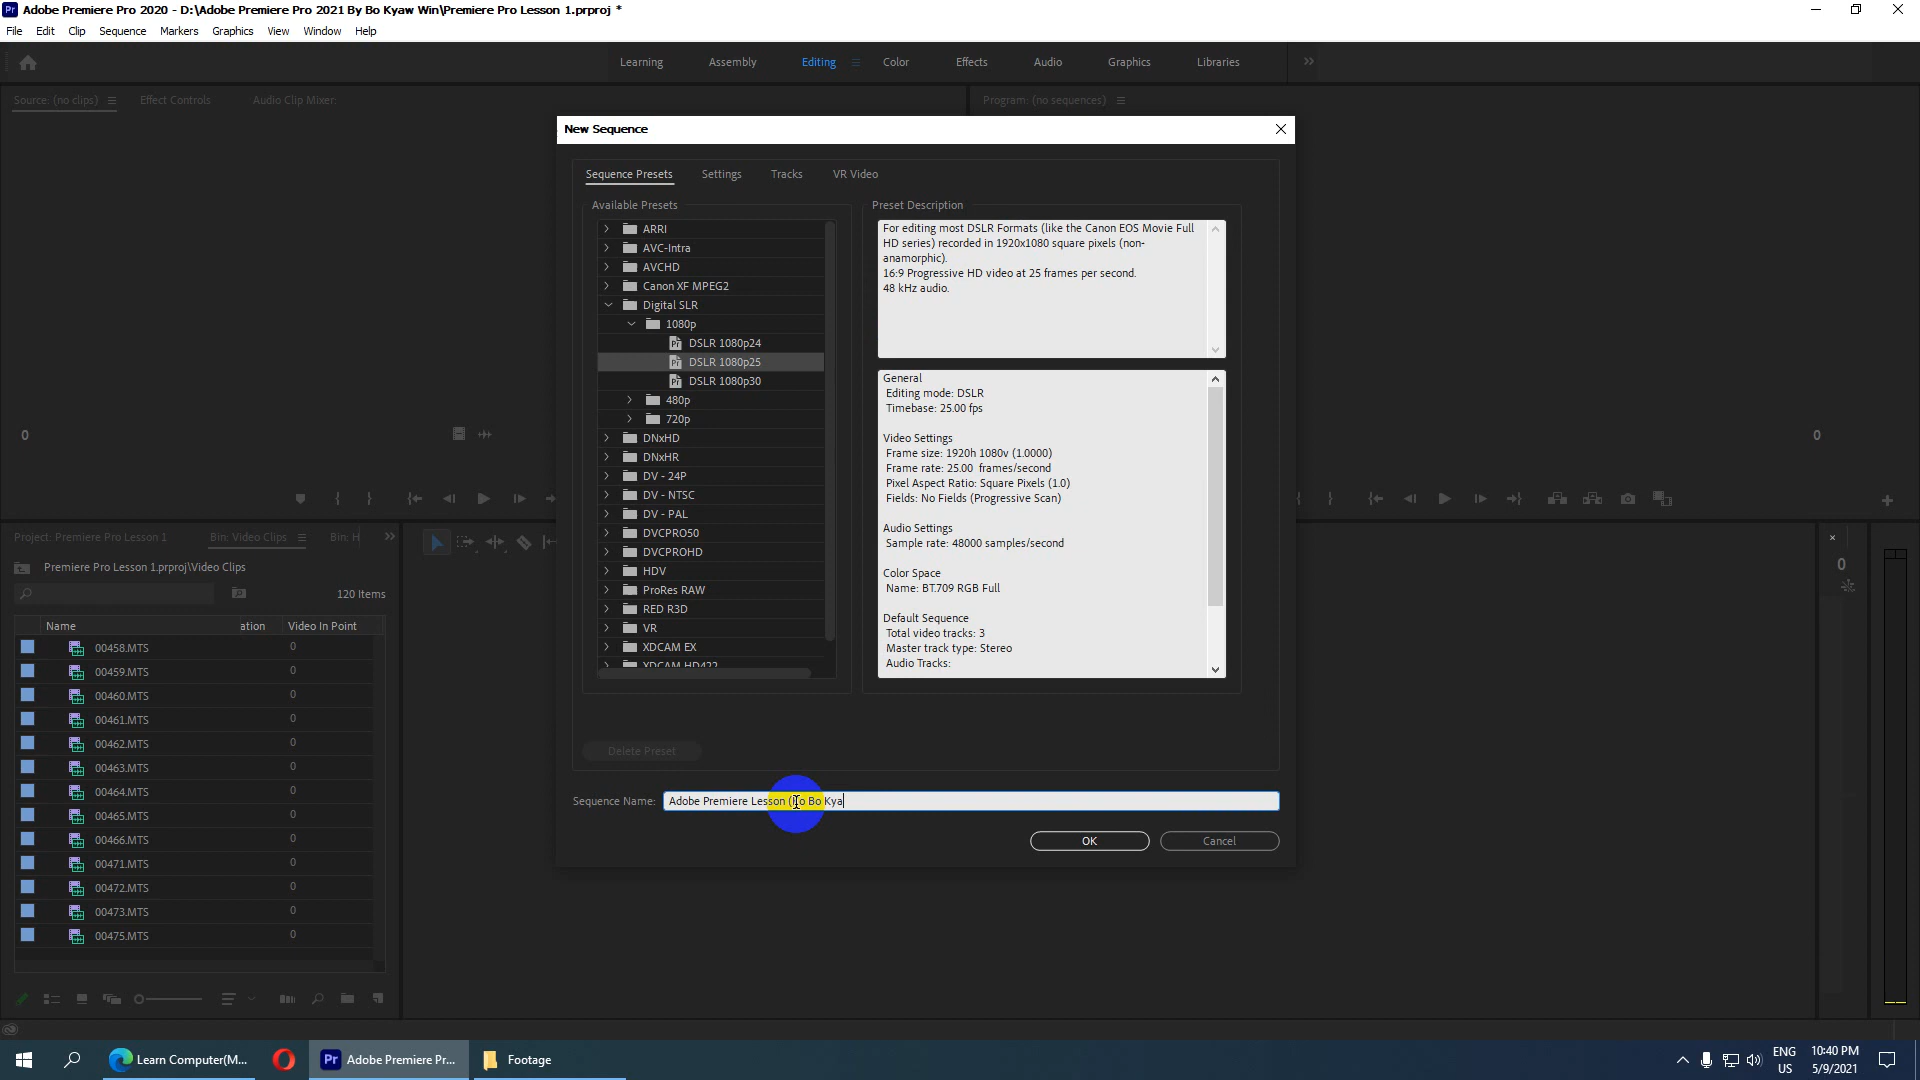 Adobe Premiere Pro 2020 - D:\Adobe Premiere Pro 2021 By Bo Kyaw Win\Premiere Pro Lesson 1.prproj *
File Edit Clip Sequence Markers Graphics View Window Help
Learning Assembly Editing Color Effects Audio Graphics Libraries
Source: (no clips) Effect Controls Audio Clip Mixer:
Program: (no sequences)
New Sequence
Sequence Presets Settings Tracks VR Video
Available Presets
ARRI
AVC-Intra
AVCHD
Canon XF MPEG2
Digital SLR
1080p
DSLR 1080p24
DSLR 1080p25
DSLR 1080p30
480p
720p
DNxHD
DNxHR
DV - 24P
DV - NTSC
DV - PAL
DVCPRO50
DVCPROHD
HDV
ProRes RAW
RED R3D
VR
XDCAM EX
XDCAM HD422
Preset Description
For editing most DSLR Formats (like the Canon EOS Movie Full
HD series) recorded in 1920x1080 square pixels (non-
anamorphic).
16:9 Progressive HD video at 25 frames per second.
48 kHz audio.
General
Editing mode: DSLR
Timebase: 25.00 fps
Video Settings
Frame size: 1920h 1080v (1.0000)
Frame rate: 25.00 frames/second
Pixel Aspect Ratio: Square Pixels (1.0)
Fields: No Fields (Progressive Scan)
Audio Settings
Sample rate: 48000 samples/second
Color Space
Name: BT.709 RGB Full
Default Sequence
Total video tracks: 3
Master track type: Stereo
Audio Tracks:
Delete Preset
Sequence Name: Adobe Premiere Lesson ( Bo Kya
OK Cancel
0
0
Project: Premiere Pro Lesson 1 Bin: Video Clips Bin: H
Premiere Pro Lesson 1.prproj\Video Clips
120 Items
Name ation Video In Point
00458.MTS 0
00459.MTS 0
00460.MTS 0
00461.MTS 0
00462.MTS 0
00463.MTS 0
00464.MTS 0
00465.MTS 0
00466.MTS 0
00471.MTS 0
00472.MTS 0
00473.MTS 0
00475.MTS 0
0
Learn Computer(M... Adobe Premiere Pr... Footage
ENG
US
10:40 PM
5/9/2021